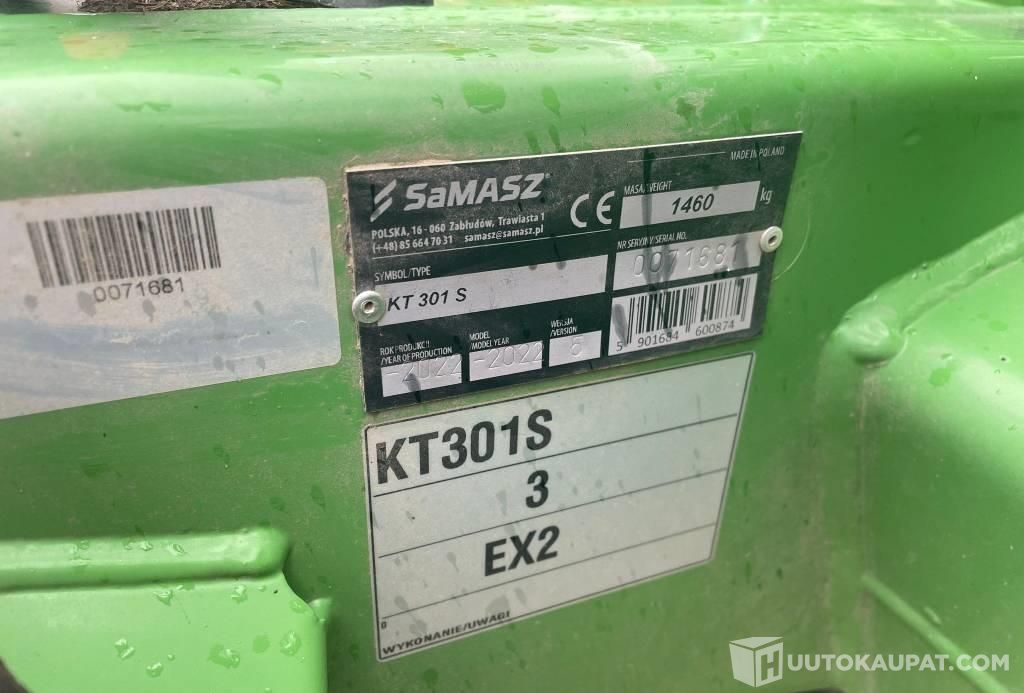 0071681
SaMASZ
POLSKA, 16 - 060 Zabłudów, Trawiasta 1
(+48) 85 664 70 31 samasz@samasz.pl
CE
MADE IN POLAND
MASA/WEIGHT
1460 kg
NR SERYJNY/SERIAL NO.
0071681
SYMBOL/TYPE
KT 301 S
ROK PRODUKCJI
/YEAR OF PRODUCTION
-2022
MODEL
/MODEL YEAR
-2022
WERSJA
/VERSION
5 901684 600874
KT301S
3
EX2
0
WYKONANIE/UWAGI
HUUTOKAUPAT.COM